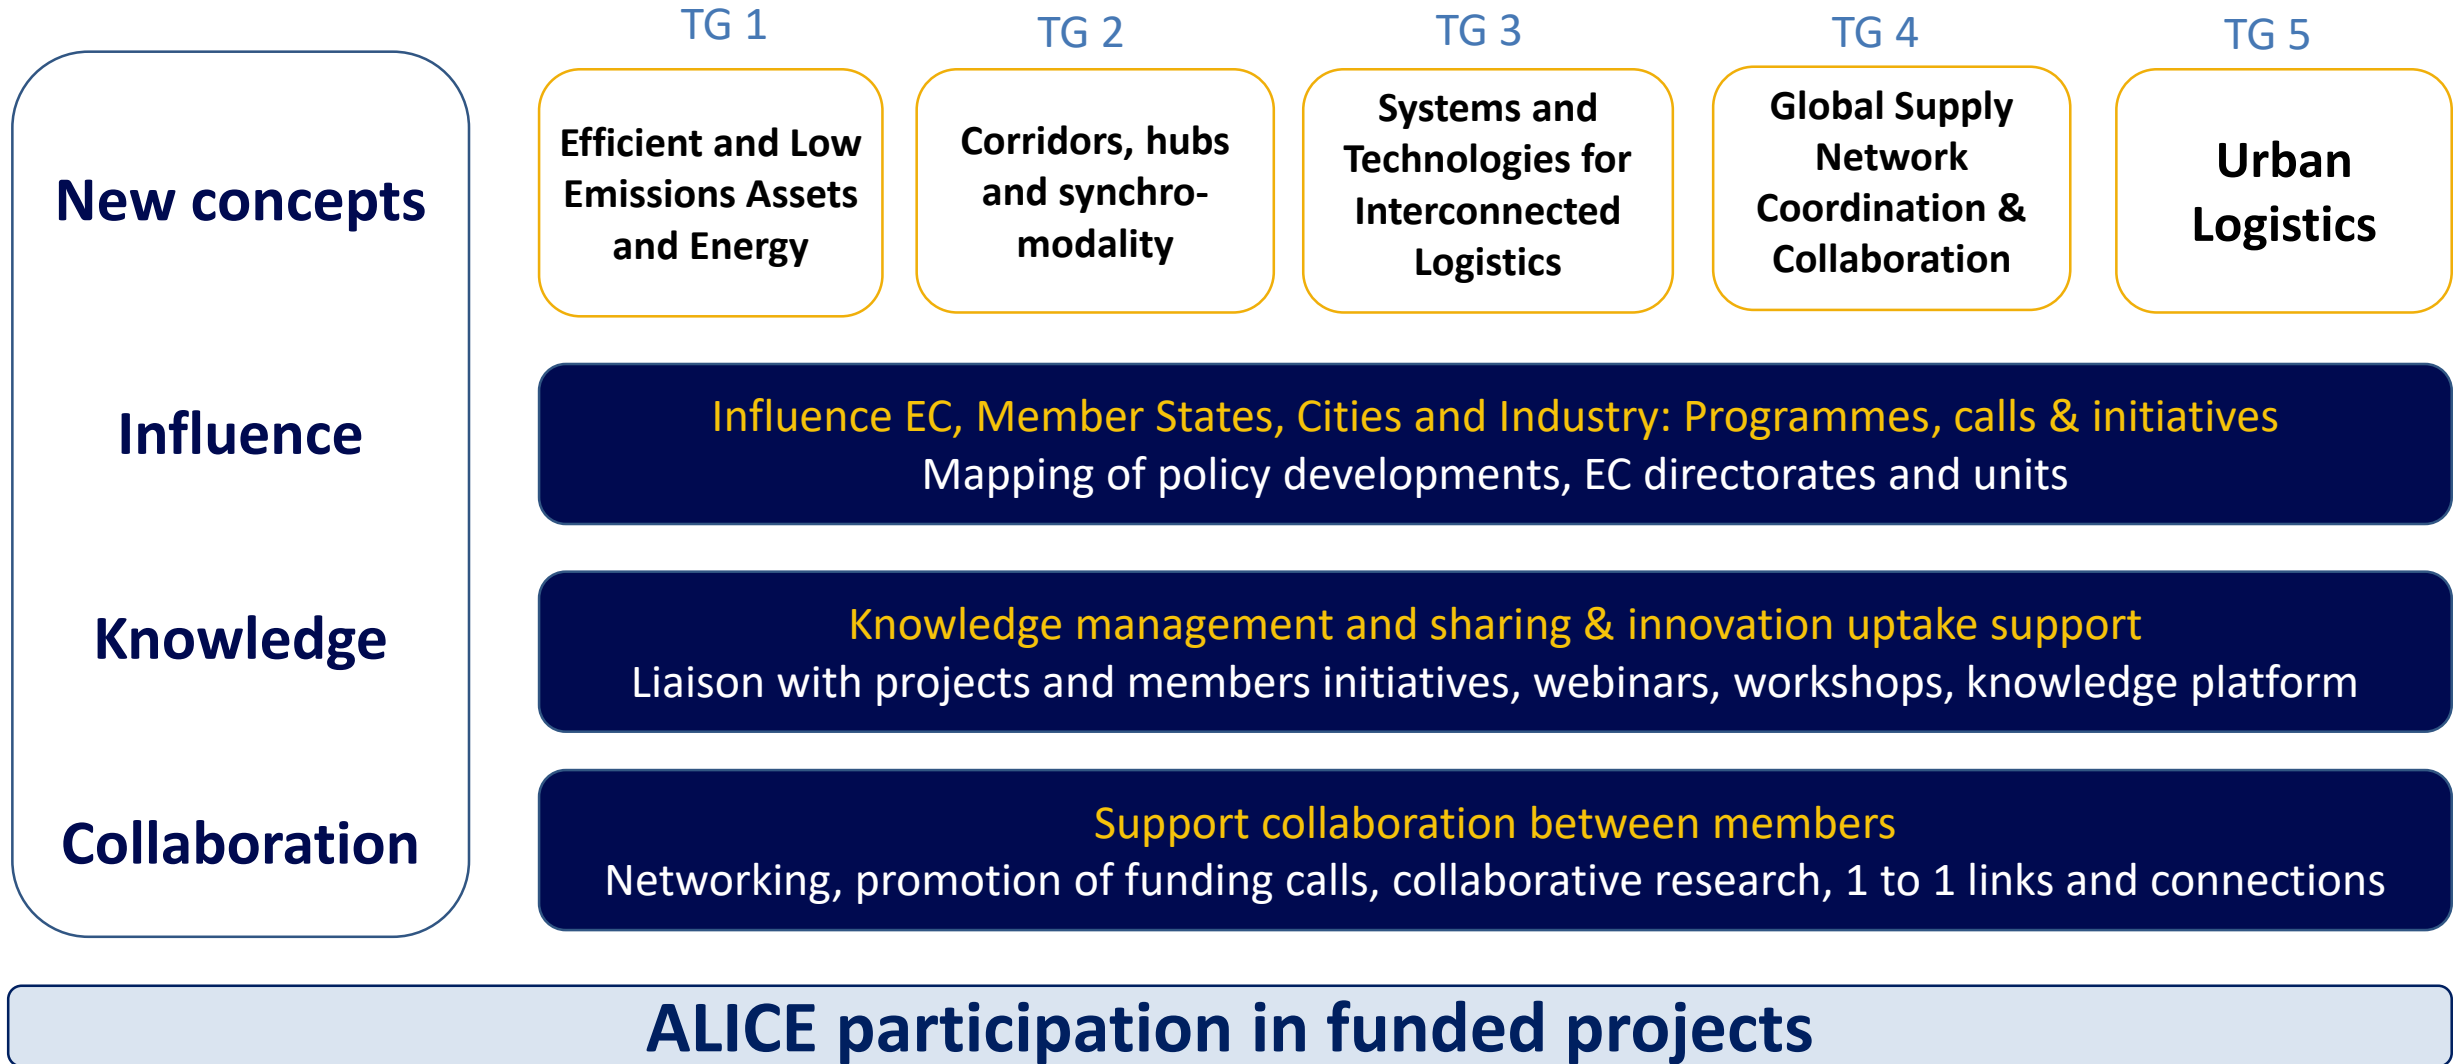 TG 1
TG 2
TG 3
TG 4
TG 5
New concepts
Efficient and Low
Emissions Assets
and Energy
Corridors, hubs
and synchro-
modality
Systems and
Technologies for
Interconnected
Logistics
Global Supply
Network
Coordination &
Collaboration
Urban
Logistics
Influence
Influence EC, Member States, Cities and Industry: Programmes, calls & initiatives
Mapping of policy developments, EC directorates and units
Knowledge
Knowledge management and sharing & innovation uptake support
Liaison with projects and members initiatives, webinars, workshops, knowledge platform
Collaboration
Support collaboration between members
Networking, promotion of funding calls, collaborative research, 1 to 1 links and connections
ALICE participation in funded projects